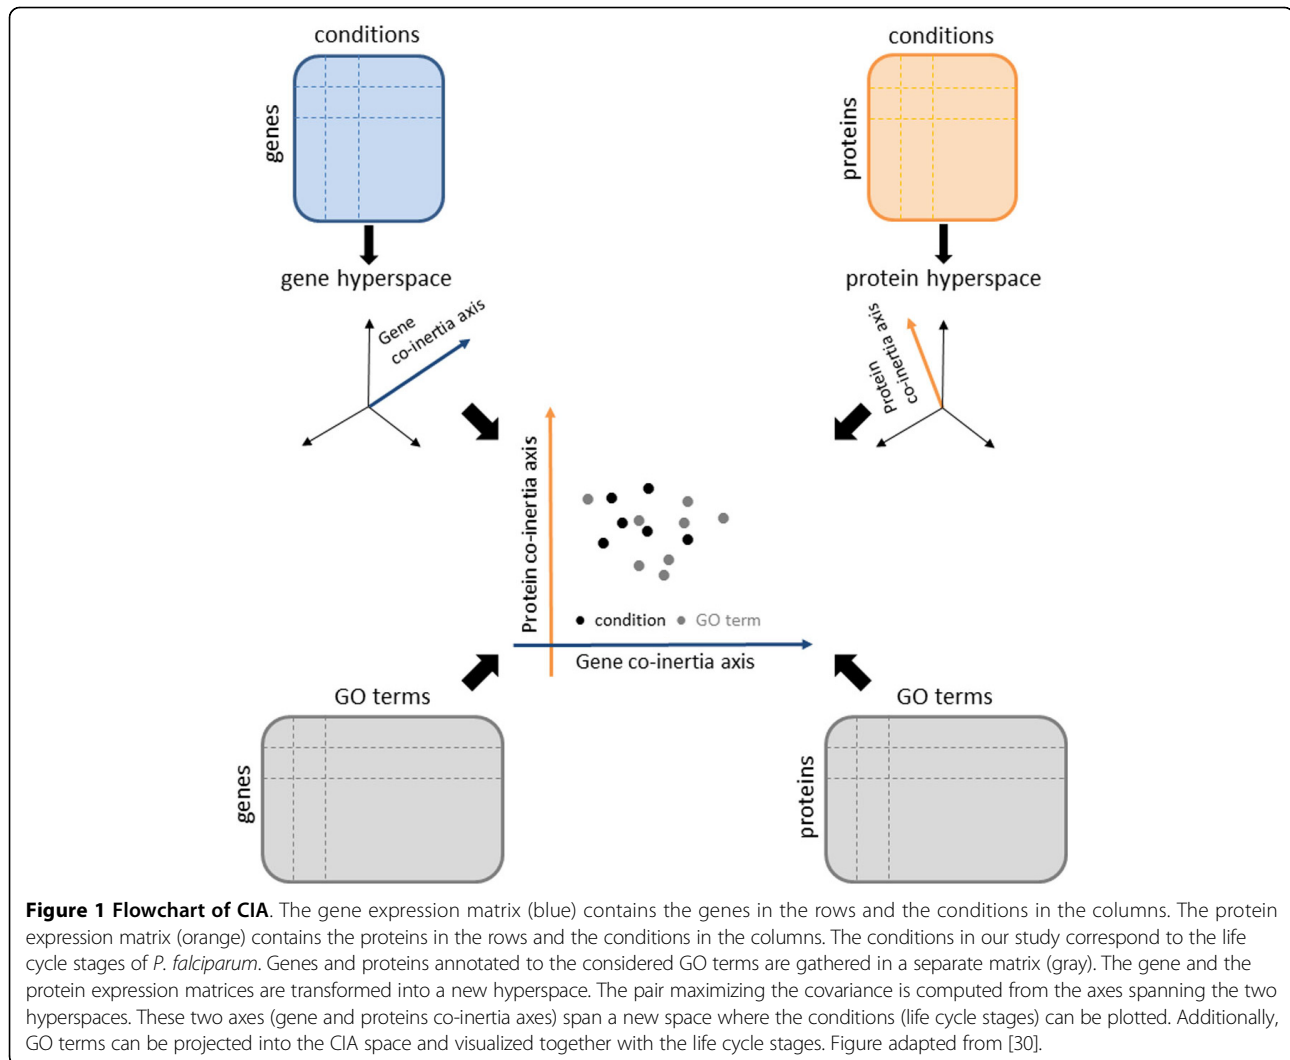 conditions
conditions
genes
proteins
gene hyperspace
protein hyperspace
Gene
co-inertia axis
Protein
co-inertia axis
Protein co-inertia axis
condition
GO term
Gene co-inertia axis
GO terms
GO terms
genes
proteins
Figure 1 Flowchart of CIA. The gene expression matrix (blue) contains the genes in the rows and the conditions in the columns. The protein
expression matrix (orange) contains the proteins in the rows and the conditions in the columns. The conditions in our study correspond to the life
cycle stages of P. falciparum. Genes and proteins annotated to the considered GO terms are gathered in a separate matrix (gray). The gene and the
protein expression matrices are transformed into a new hyperspace. The pair maximizing the covariance is computed from the axes spanning the two
hyperspaces. These two axes (gene and proteins co-inertia axes) span a new space where the conditions (life cycle stages) can be plotted. Additionally,
GO terms can be projected into the CIA space and visualized together with the life cycle stages. Figure adapted from [30].